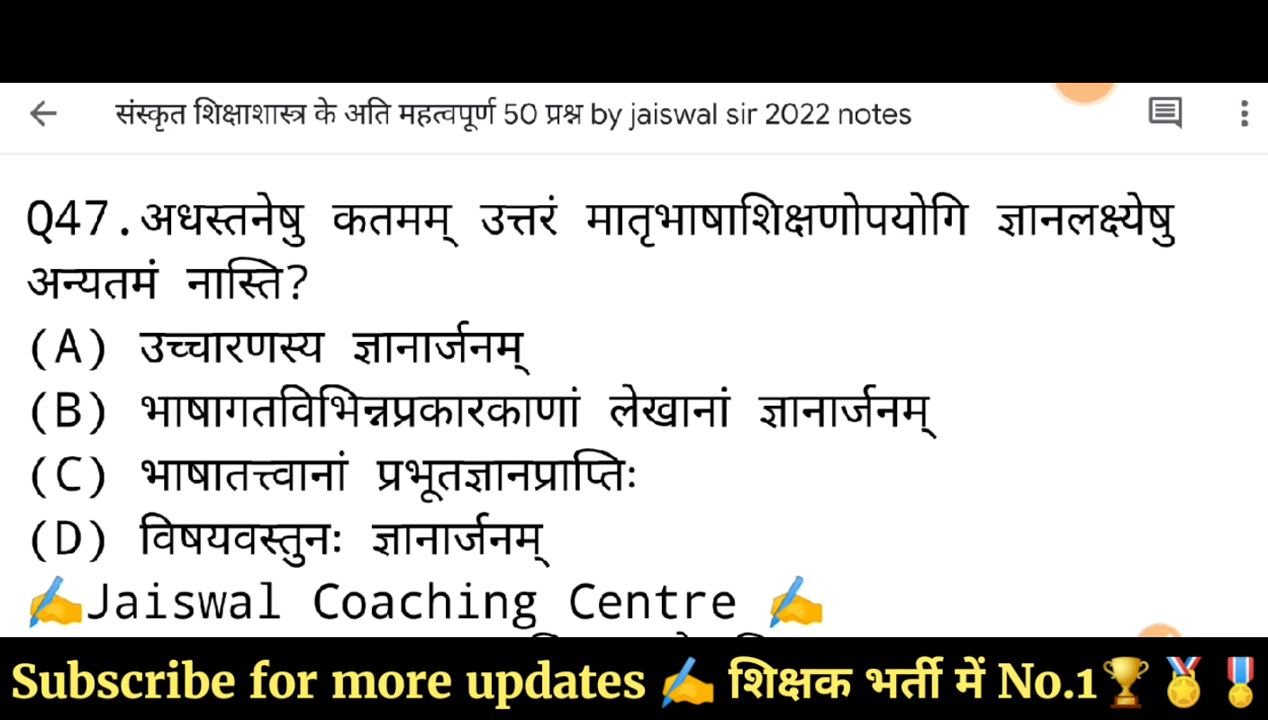 संस्कृत शिक्षाशास्त्र के अति महत्वपूर्ण 50 प्रश्न by jaiswal sir 2022 notes
Q47.अधस्तनेषु कतमम् उत्तरं मातृभाषाशिक्षणोपयोगि ज्ञानलक्ष्येषु
अन्यतमं नास्ति?
(A) उच्चारणस्य ज्ञानार्जनम्
(B) भाषागतविभिन्नप्रकारकाणां लेखानां ज्ञानार्जनम्
(C) भाषातत्त्वानां प्रभूतज्ञानप्राप्तिः
(D) विषयवस्तुनः ज्ञानार्जनम्
✍️Jaiswal Coaching Centre ✍️
Subscribe for more updates ✍️ शिक्षक भर्ती में No.1🏆🏅🎖️